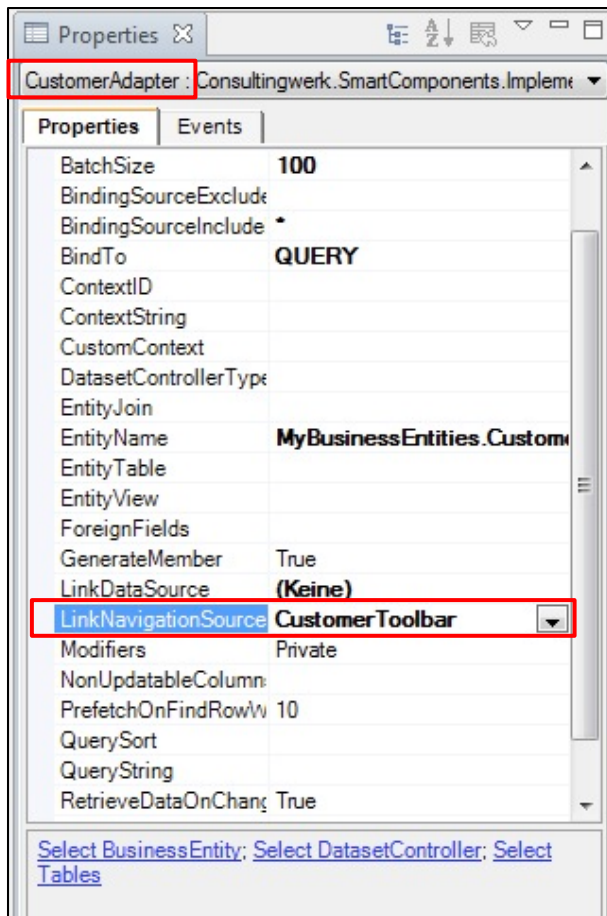 Properties
CustomerAdapter : Consultingwerk.SmartComponents.Impleme
Properties Events
BatchSize 100
BindingSourceExclude
BindingSourceInclude *
BindTo QUERY
ContextID
ContextString
CustomContext
DatasetControllerType
EntityJoin
EntityName MyBusinessEntities.Custome
EntityTable
EntityView
ForeignFields
GenerateMember True
LinkDataSource (Keine)
LinkNavigationSource CustomerToolbar
Modifiers Private
NonUpdatableColumn
PrefetchOnFindRowW 10
QuerySort
QueryString
RetrieveDataOnChang True
Select BusinessEntity; Select DatasetController; Select
Tables